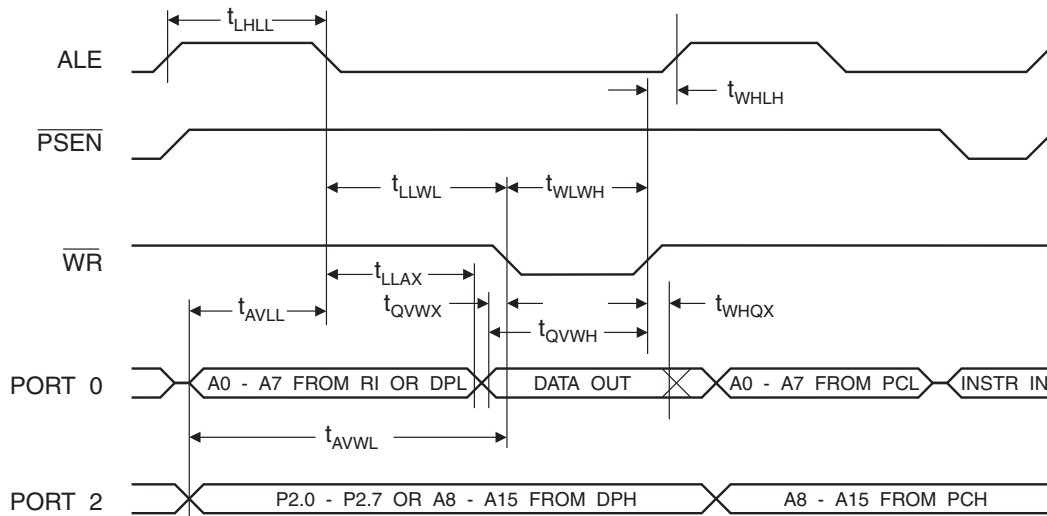 tLHLL
ALE
tWHLH
PSEN
tLLWL tWLWH
WR
tLLAX
tAVLL tQVWX tWHQX
tQVWH
PORT 0 A0 - A7 FROM RI OR DPL DATA OUT A0 - A7 FROM PCL INSTR IN
tAVWL
PORT 2 P2.0 - P2.7 OR A8 - A15 FROM DPH A8 - A15 FROM PCH